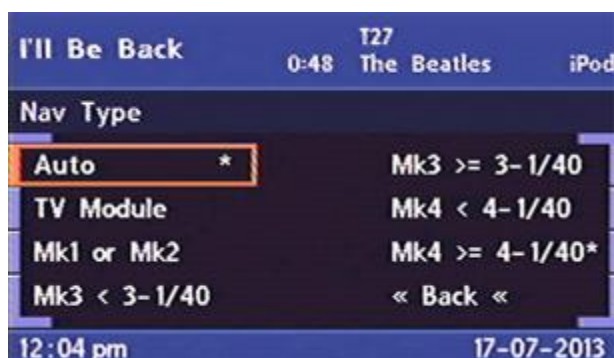 I'll Be Back
0:48
T27
The Beatles
iPod
Nav Type
Auto *
TV Module
Mk1 or Mk2
Mk3 < 3-1/40
Mk3 >= 3-1/40
Mk4 < 4-1/40
Mk4 >= 4-1/40*
« Back «
12:04 pm
17-07-2013